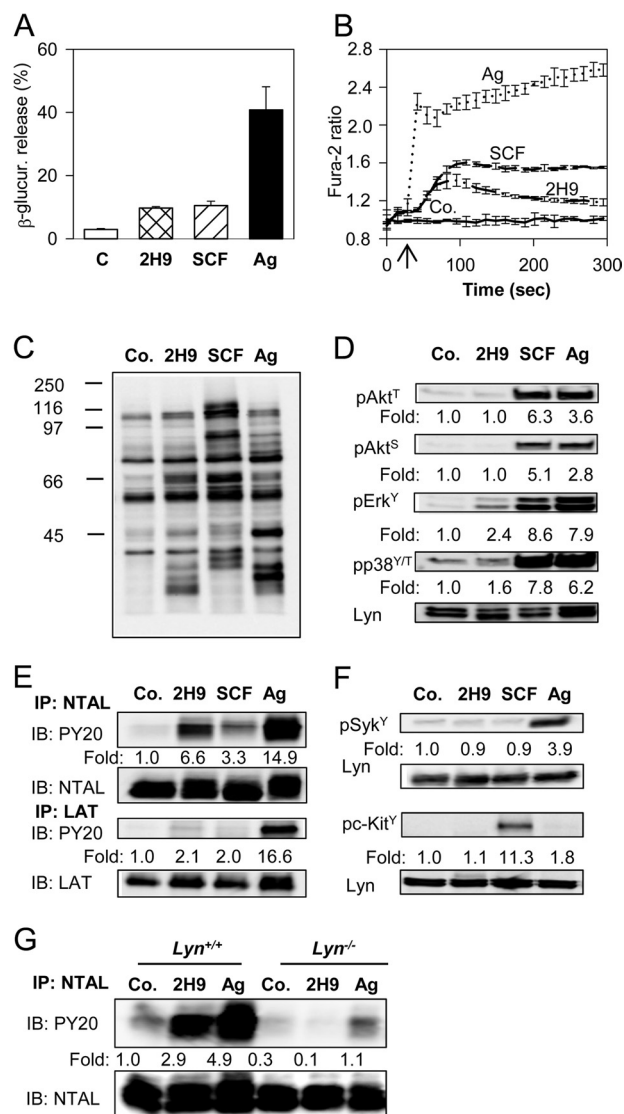 A
60
40
20
0
β-glucur. release (%)
C 2H9 SCF Ag
B
2.8
2.4
2.0
1.6
1.2
0.8
Fura-2 ratio
Ag
SCF
2H9
Co.
0 100 200 300
Time (sec)
C
Co. 2H9 SCF Ag
250
116
97
66
45
D
Co. 2H9 SCF Ag
pAktᵀ
Fold: 1.0 1.0 6.3 3.6
pAktˢ
Fold: 1.0 1.0 5.1 2.8
pErkʸ
Fold: 1.0 2.4 8.6 7.9
pp38ʸ/ᵀ
Fold: 1.0 1.6 7.8 6.2
Lyn
E
IP: NTAL Co. 2H9 SCF Ag
IB: PY20
Fold: 1.0 6.6 3.3 14.9
IB: NTAL
IP: LAT
IB: PY20
Fold: 1.0 2.1 2.0 16.6
IB: LAT
F
Co. 2H9 SCF Ag
pSykʸ
Fold: 1.0 0.9 0.9 3.9
Lyn
pc-Kitʸ
Fold: 1.0 1.1 11.3 1.8
Lyn
G
Lyn+/+ Lyn-/-
IP: NTAL Co. 2H9 Ag Co. 2H9 Ag
IB: PY20
Fold: 1.0 2.9 4.9 0.3 0.1 1.1
IB: NTAL